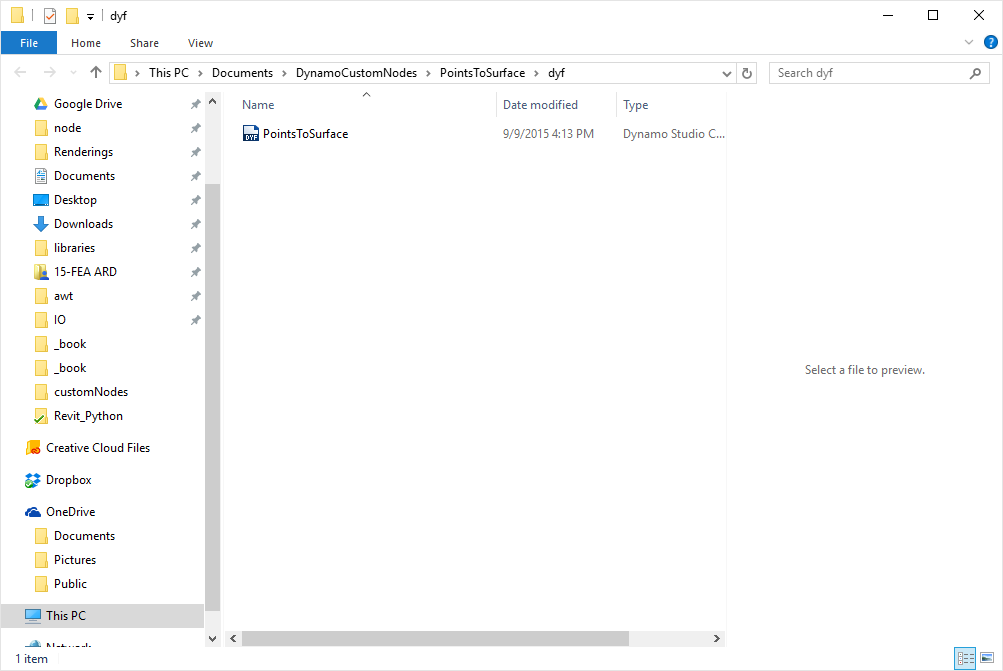 dyf
File Home Share View
This PC Documents DynamoCustomNodes PointsToSurface dyf
Search dyf
Google Drive
node
Renderings
Documents
Desktop
Downloads
libraries
15-FEA ARD
awt
IO
_book
_book
customNodes
Revit_Python
Creative Cloud Files
Dropbox
OneDrive
Documents
Pictures
Public
This PC
Network
Name Date modified Type
DYF PointsToSurface 9/9/2015 4:13 PM Dynamo Studio C...
Select a file to preview.
1 item